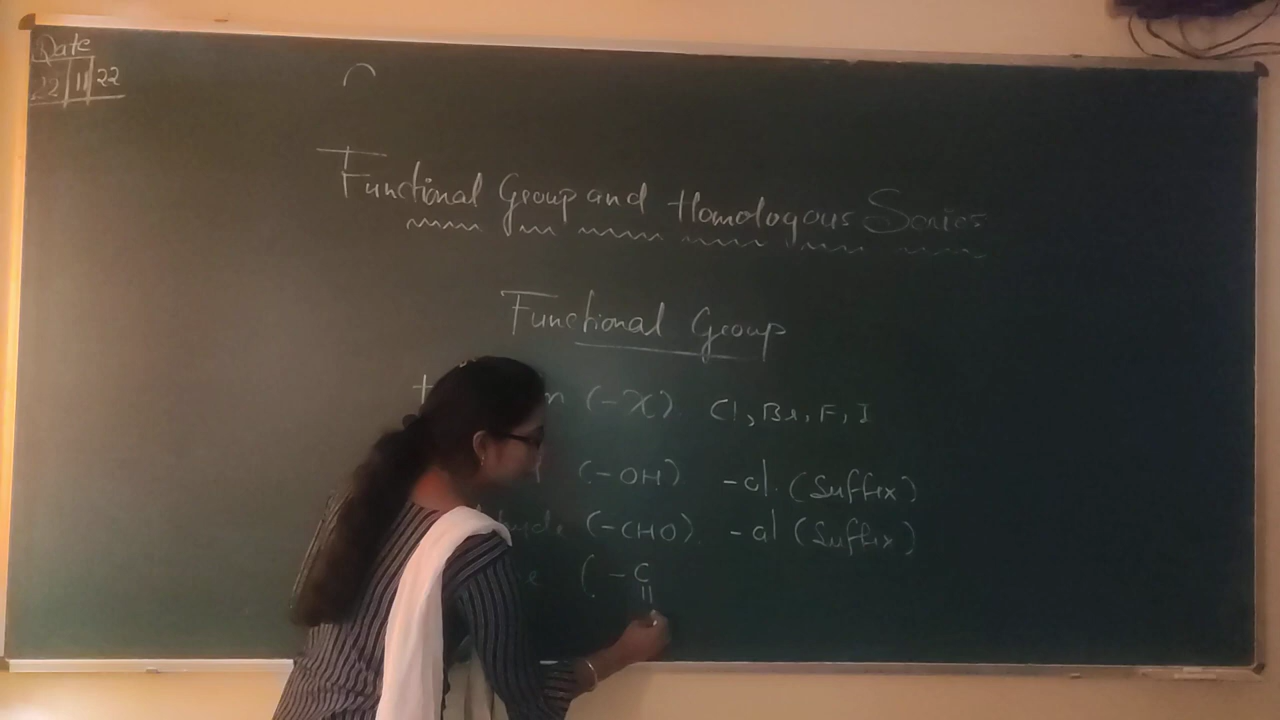 Date
22/11/22
Functional Group and Homologous Series
Functional Group
(-X) Cl, Br, F, I
(-OH) -ol (Suffix)
(-CHO) -al (Suffix)
( -C
||